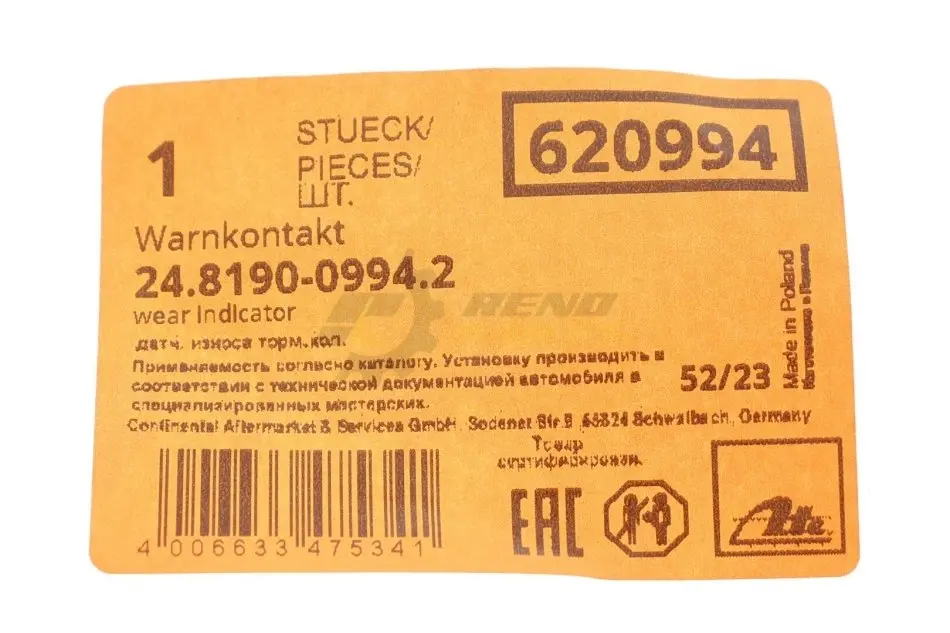 1
STUECK/
PIECES/
ШТ.
620994
Warnkontakt
24.8190-0994.2
wear indicator
RENO
датч. износа торм.кол.
Применяемость согласно каталогу. Установку производить в
соответствии с технической документацией автомобиля в
специализированных мастерских.
52/23
Made in Poland
Continental Aftermarket & Services GmbH, Sodener Str.9, 65824 Schwalbach, Germany
Товар
сертифицирован.
4 006633 475341
EAC
Ate